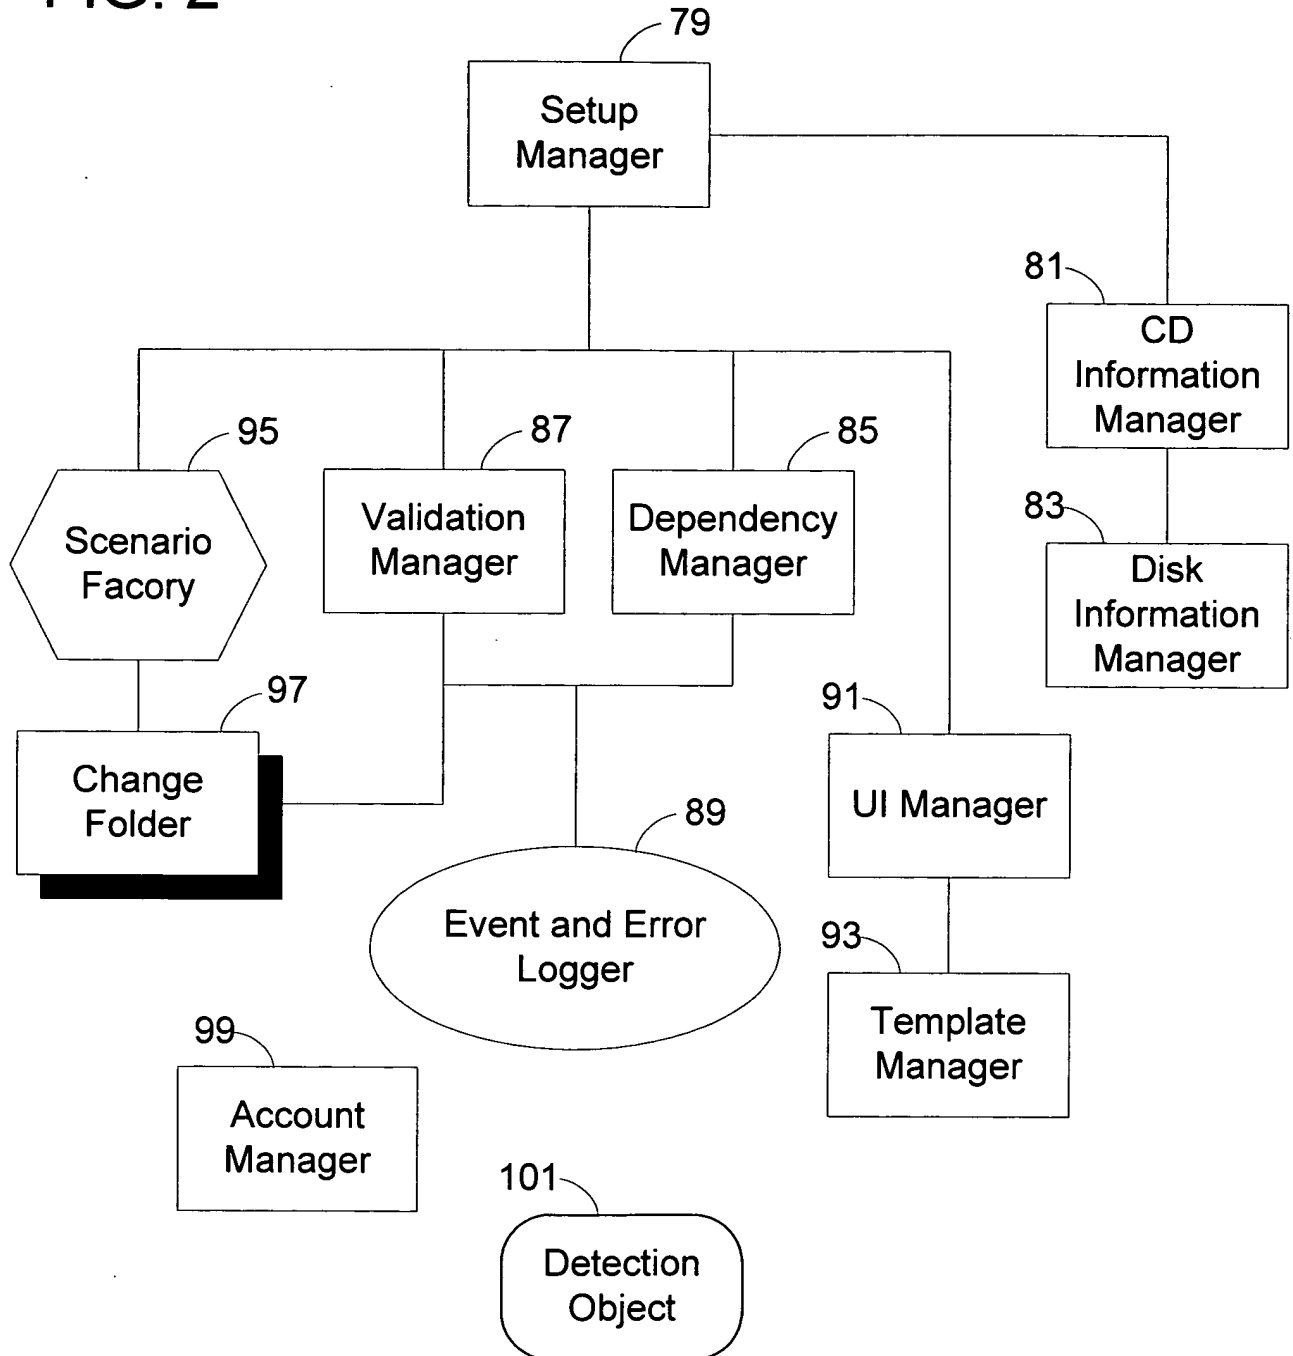 FIG. 2
79
Setup
Manager
81
CD
Information
Manager
95
87
85
Scenario
Facory
Validation
Manager
Dependency
Manager
83
Disk
Information
Manager
97
Change
Folder
91
UI Manager
89
Event and Error
Logger
93
Template
Manager
99
Account
Manager
101
Detection
Object